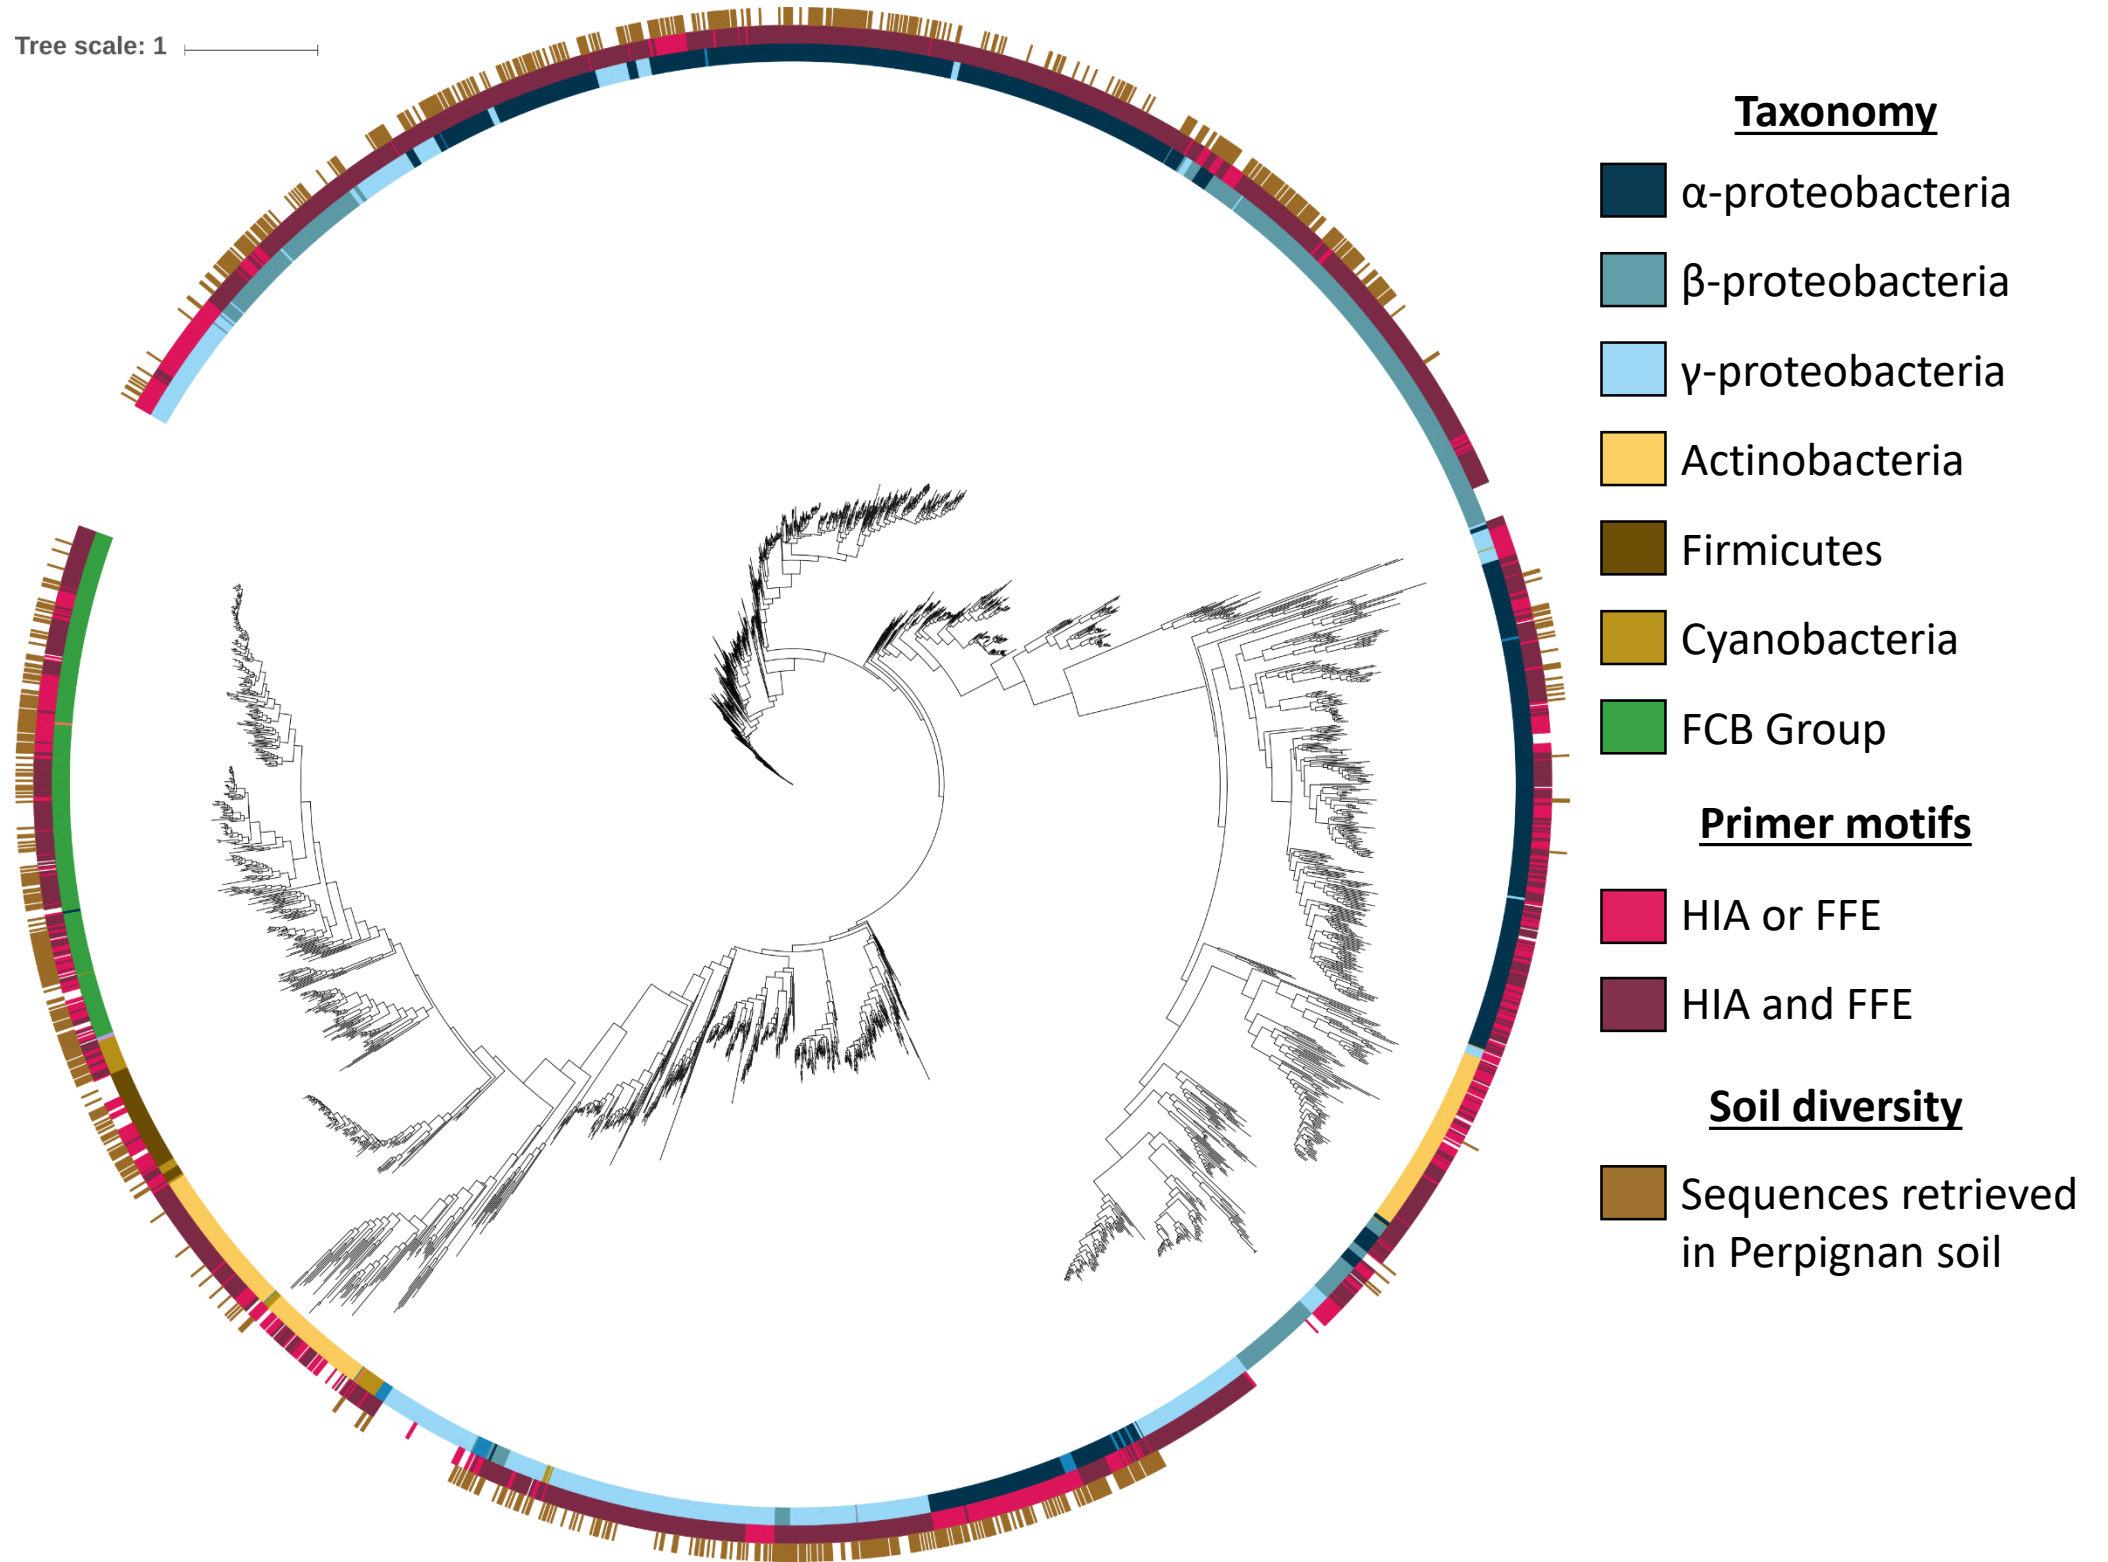 Tree scale: 1
Taxonomy
α-proteobacteria
β-proteobacteria
γ-proteobacteria
Actinobacteria
Firmicutes
Cyanobacteria
FCB Group
Primer motifs
HIA or FFE
HIA and FFE
Soil diversity
Sequences retrieved
in Perpignan soil